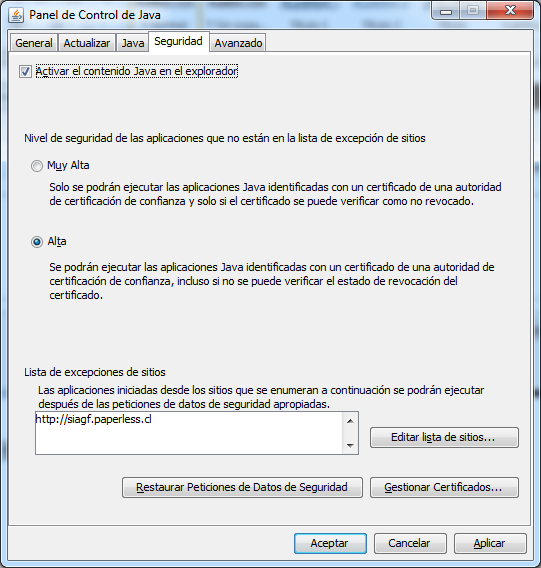 Panel de Control de Java
General Actualizar Java Seguridad Avanzado
Activar el contenido Java en el explorador
Nivel de seguridad de las aplicaciones que no están en la lista de excepción de sitios
Muy Alta
Solo se podrán ejecutar las aplicaciones Java identificadas con un certificado de una autoridad
de certificación de confianza y solo si el certificado se puede verificar como no revocado.
Alta
Se podrán ejecutar las aplicaciones Java identificadas con un certificado de una autoridad de
certificación de confianza, incluso si no se puede verificar el estado de revocación del
certificado.
Lista de excepciones de sitios
Las aplicaciones iniciadas desde los sitios que se enumeran a continuación se podrán ejecutar
después de las peticiones de datos de seguridad apropiadas.
http://siagf.paperless.cl
Editar lista de sitios...
Restaurar Peticiones de Datos de Seguridad Gestionar Certificados...
Aceptar Cancelar Aplicar